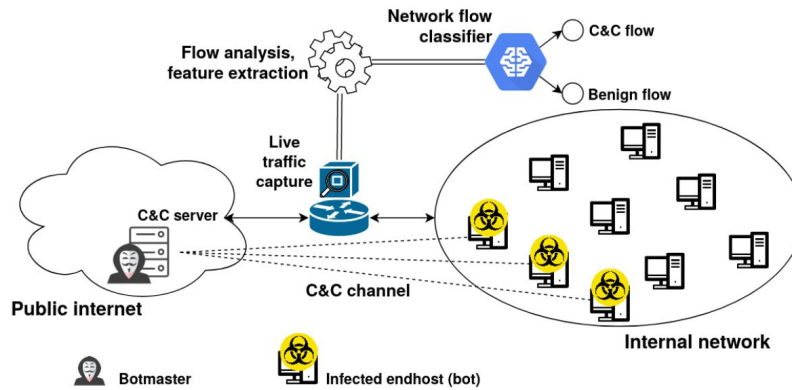 Network flow
classifier
C&C flow
Flow analysis,
feature extraction
Benign flow
Live
traffic
capture
C&C server
C&C channel
Public internet
Internal network
Botmaster
Infected endhost (bot)